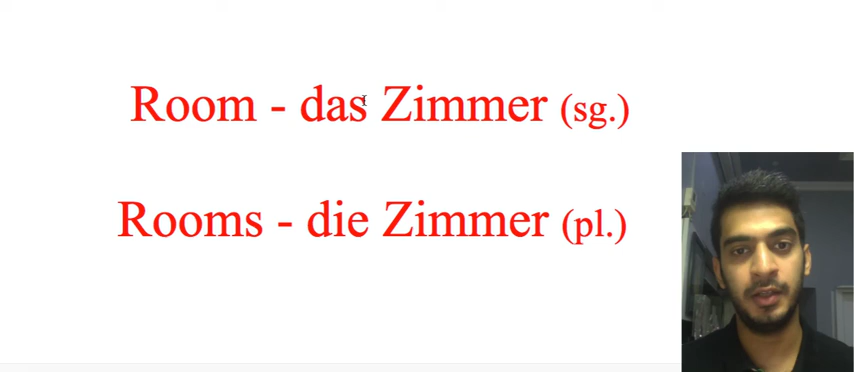 Room - das Zimmer (sg.)
Rooms - die Zimmer (pl.)